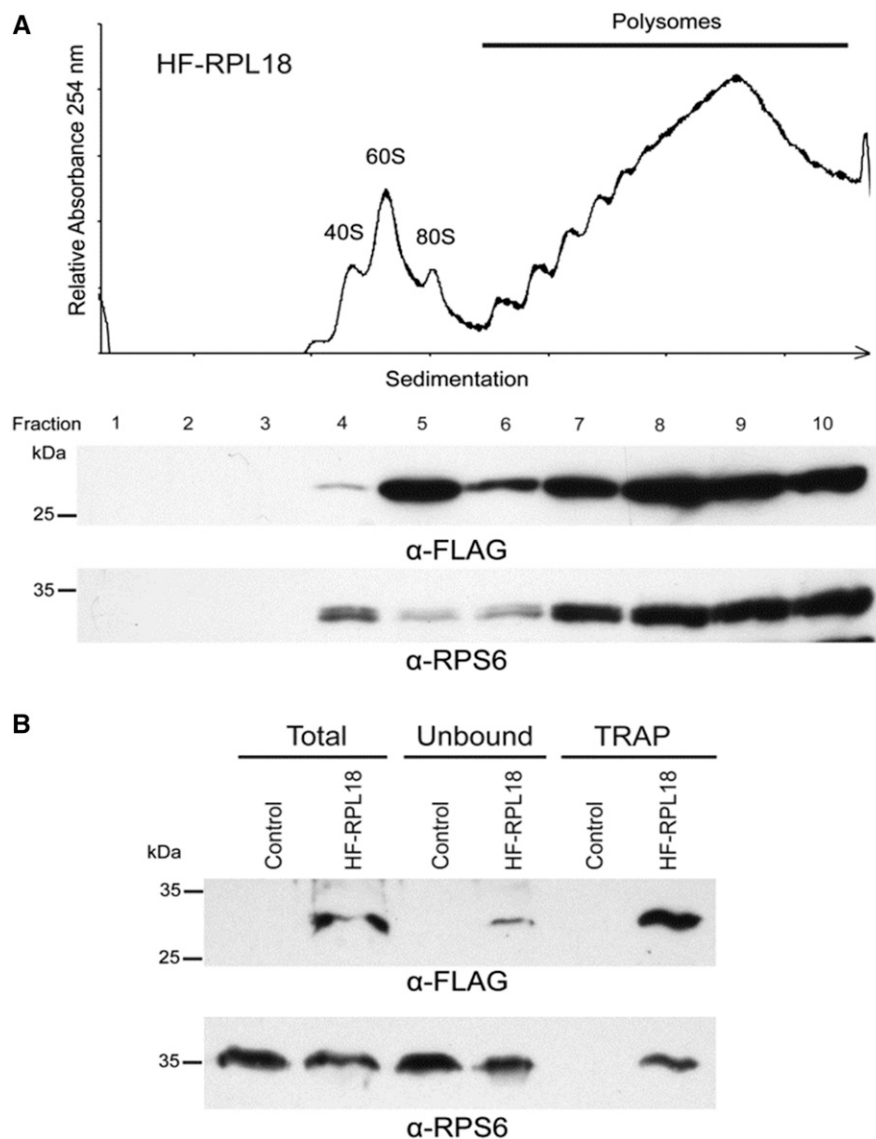 A
Polysomes
HF-RPL18
Relative Absorbance 254 nm
60S
40S
80S
Sedimentation
Fraction 1 2 3 4 5 6 7 8 9 10
kDa
25
α-FLAG
35
α-RPS6
B
Total Unbound TRAP
Control HF-RPL18 Control HF-RPL18 Control HF-RPL18
kDa
35
25
α-FLAG
35
α-RPS6